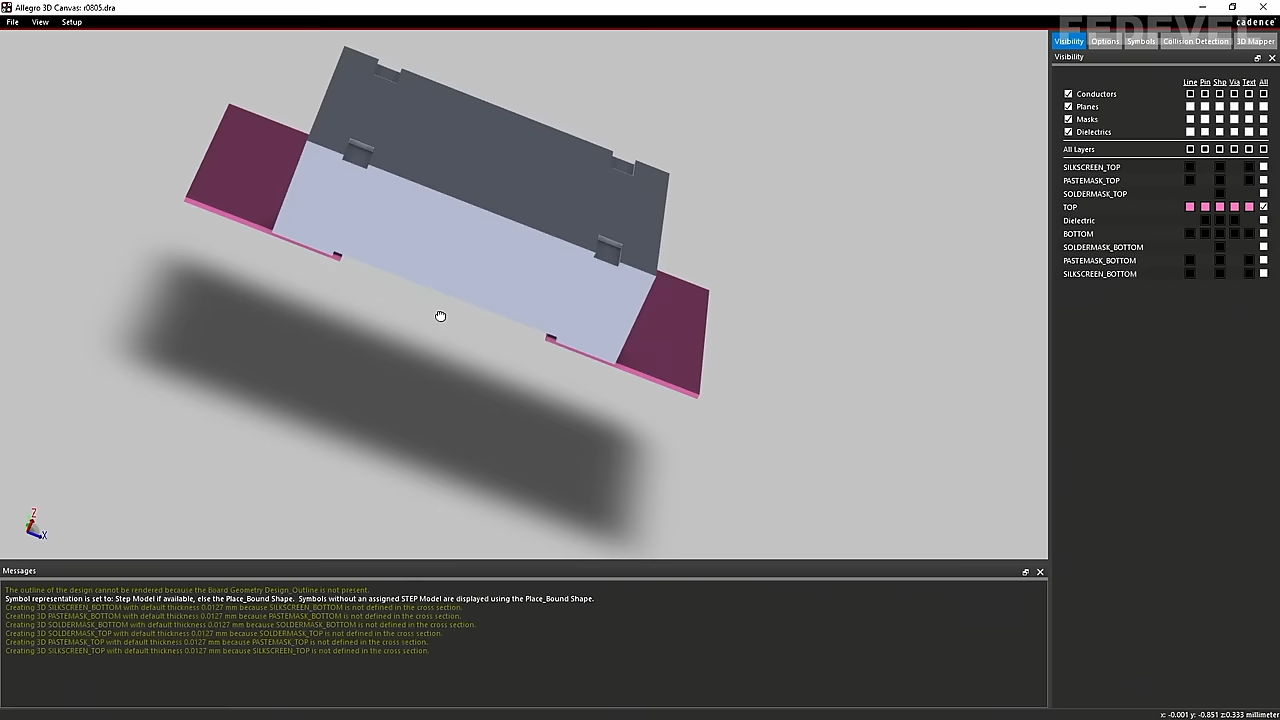 Allegro 3D Canvas: r0805.dra
File View Setup
FEDEVEL
cadence
Visibility Options Symbols Collision Detection 3D Mapper
Visibility
Line Pin Shp Via Text All
Conductors
Planes
Masks
Dielectrics
All Layers
SILKSCREEN_TOP
PASTEMASK_TOP
SOLDERMASK_TOP
TOP
Dielectric
BOTTOM
SOLDERMASK_BOTTOM
PASTEMASK_BOTTOM
SILKSCREEN_BOTTOM
Z
X
Messages
The outline of the design cannot be rendered because the Board Geometry Design_Outline is not present.
Symbol representation is set to: Step Model if available, else the Place_Bound Shape. Symbols without an assigned STEP Model are displayed using the Place_Bound Shape.
Creating 3D SILKSCREEN_BOTTOM with default thickness 0.0127 mm because SILKSCREEN_BOTTOM is not defined in the cross section.
Creating 3D PASTEMASK_BOTTOM with default thickness 0.0127 mm because PASTEMASK_BOTTOM is not defined in the cross section.
Creating 3D SOLDERMASK_BOTTOM with default thickness 0.0127 mm because SOLDERMASK_BOTTOM is not defined in the cross section.
Creating 3D SOLDERMASK_TOP with default thickness 0.0127 mm because SOLDERMASK_TOP is not defined in the cross section.
Creating 3D PASTEMASK_TOP with default thickness 0.0127 mm because PASTEMASK_TOP is not defined in the cross section.
Creating 3D SILKSCREEN_TOP with default thickness 0.0127 mm because SILKSCREEN_TOP is not defined in the cross section.
x: -0.001 y: -0.851 z:0.333 millimeter